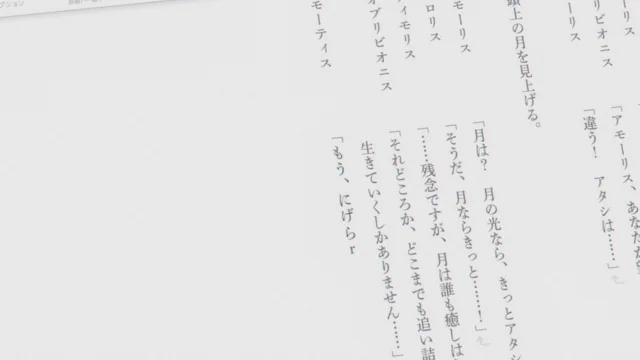 リス
「アモーリス、あなたが
オブリビオニス
「違う！　アタシは……」
モーリス
頭上の月を見上げる。
モーリス
「月は？　月の光なら、きっとアタシ
ロリス
「そうだ、月ならきっと……！」
ティモリス
「……残念ですが、月は誰も癒しは
オブリビオニス
「それどころか、どこまでも追い詰
生きていくしかありません……」
モーティス
「もう、にげらr